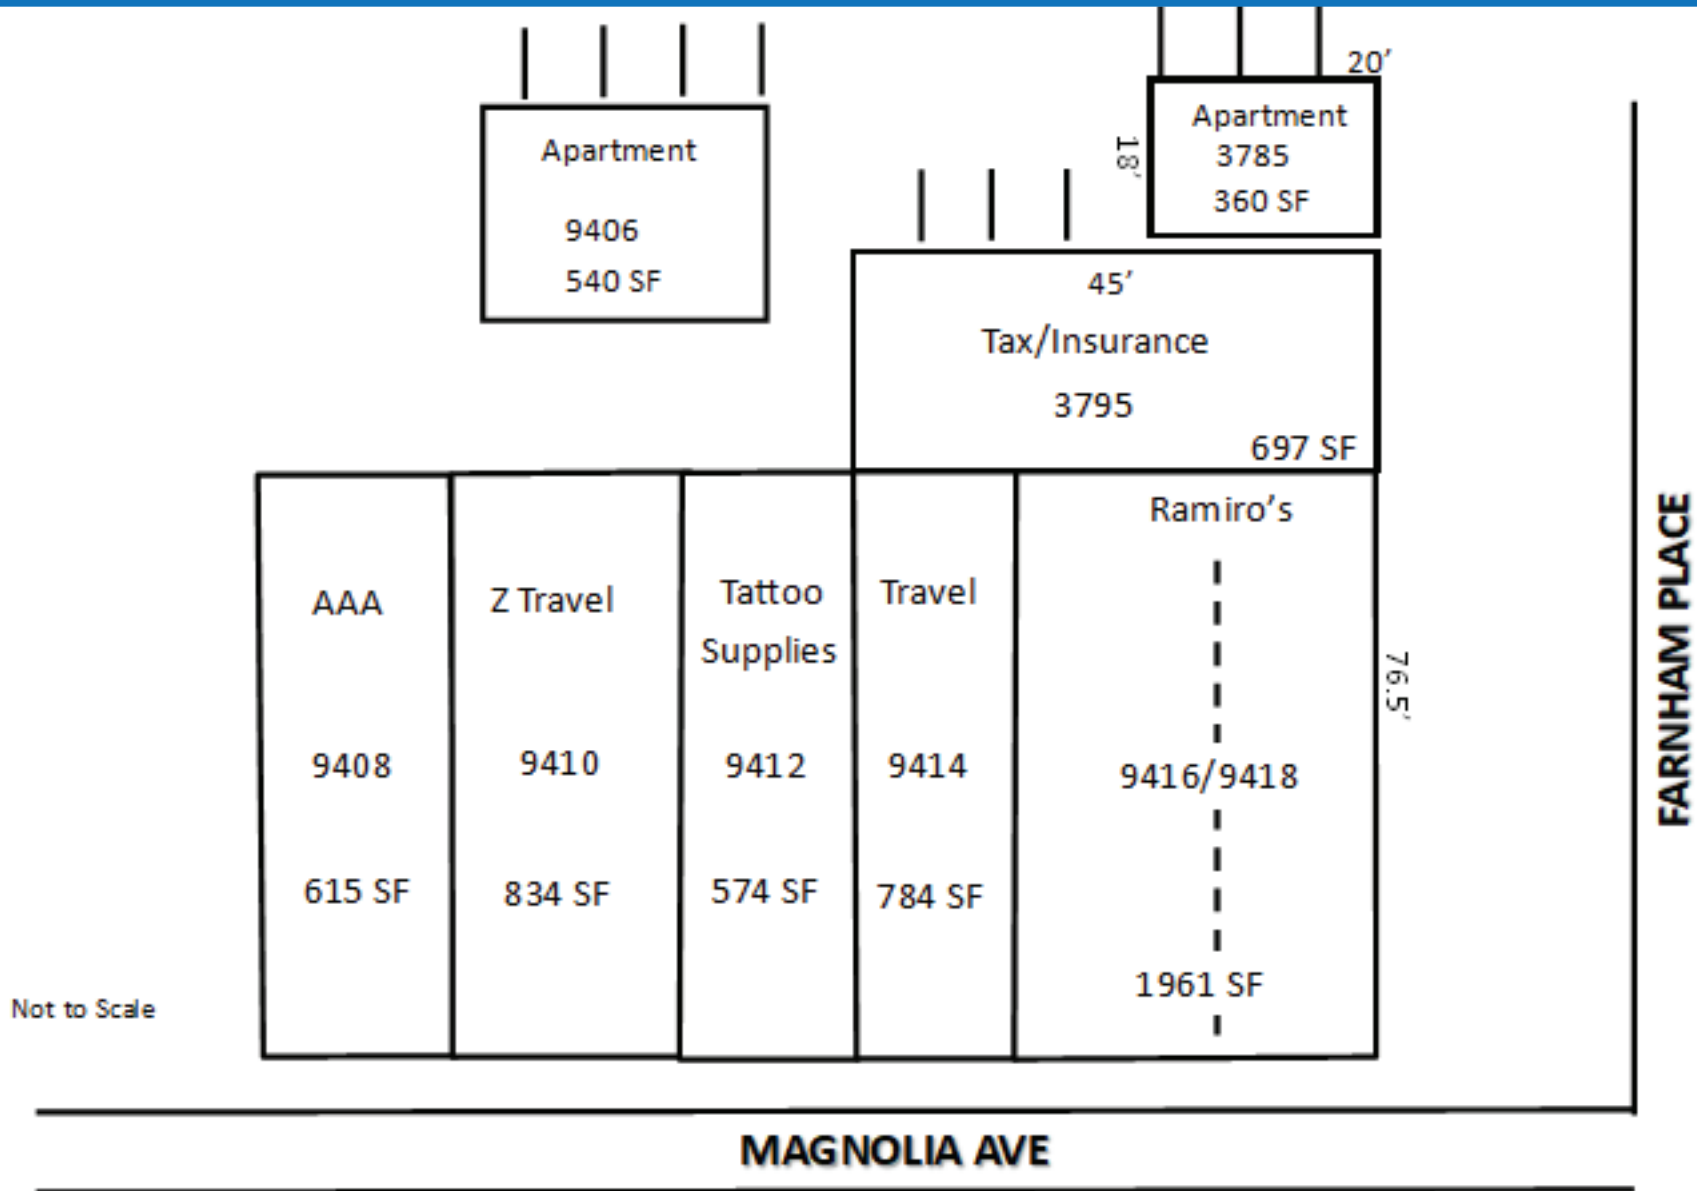 20’
Apartment
3785
360 SF
18’
Apartment
9406
540 SF
45’
Tax/Insurance
3795
697 SF
Ramiro’s
AAA
Z Travel
Tattoo
Supplies
Travel
76.5’
9408
9410
9412
9414
9416/9418
615 SF
834 SF
574 SF
784 SF
1961 SF
Not to Scale
FARNHAM PLACE
MAGNOLIA AVE